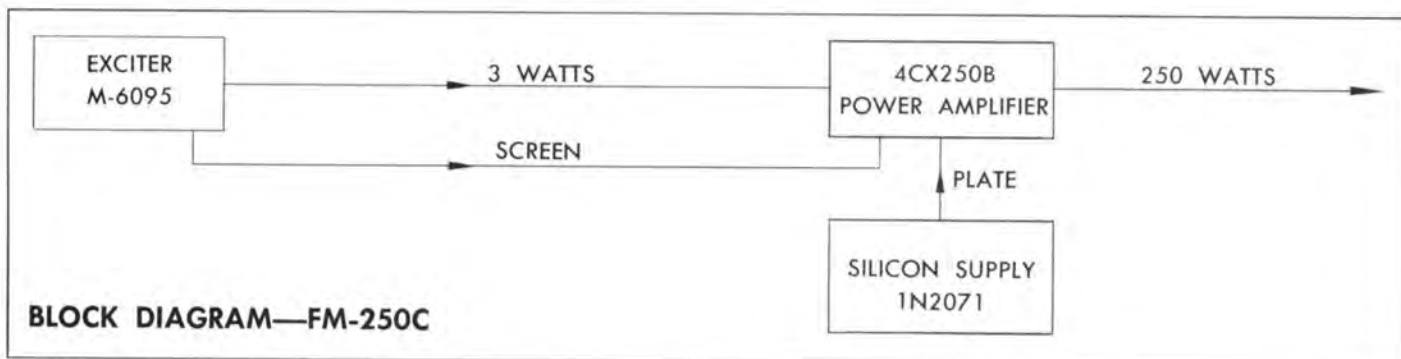 EXCITER
M-6095
3 WATTS
4CX250B
POWER AMPLIFIER
250 WATTS
SCREEN
PLATE
SILICON SUPPLY
1N2071
BLOCK DIAGRAM—FM-250C